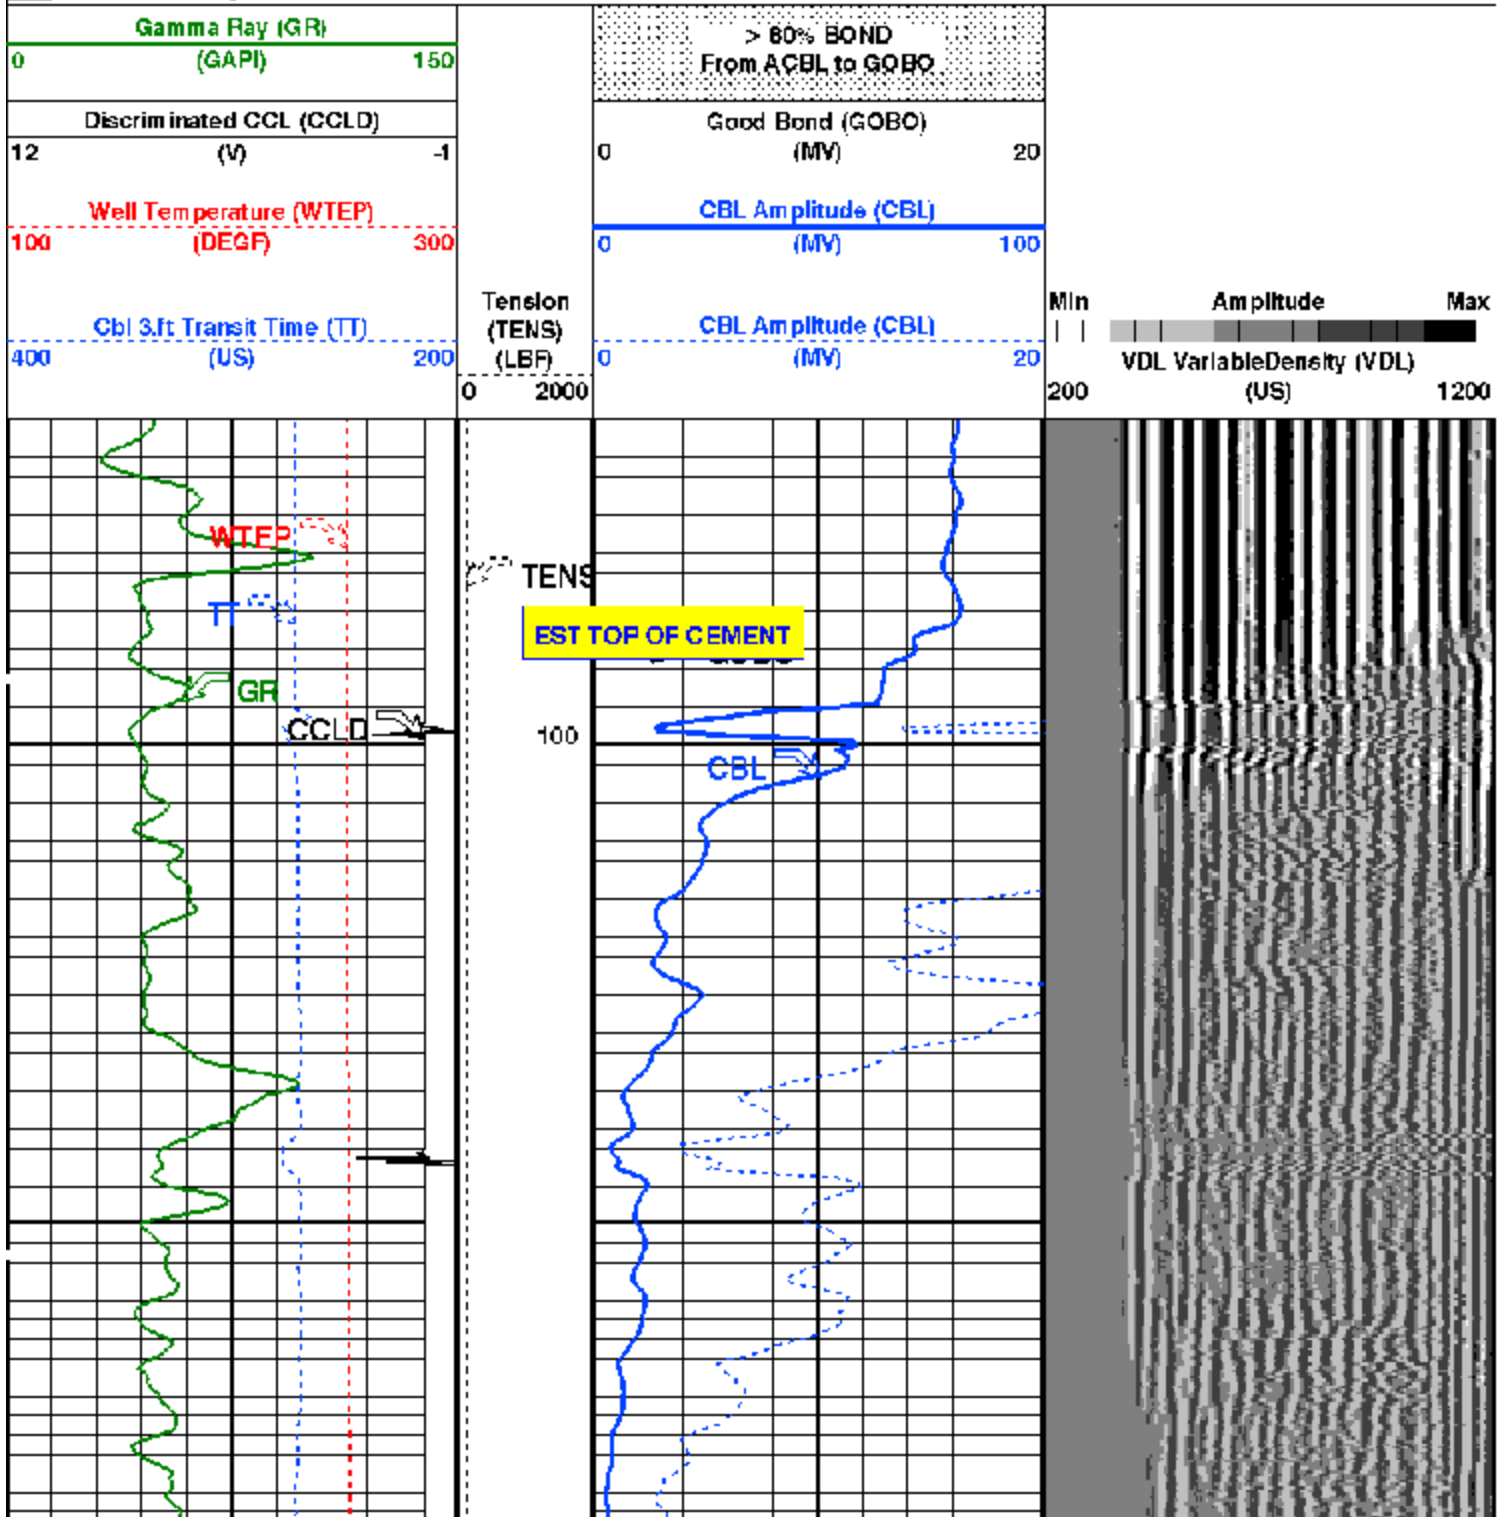 Gamma Ray (GR)
0 (GAPI) 150
Discriminated CCL (CCLD)
12 (V) -1
Well Temperature (WTEP)
100 (DEGF) 300
Cbl 3.ft Transit Time (TT)
400 (US) 200
Tension
(TENS)
(LBF)
0 2000
> 80% BOND
From ACBL to GOBO
Good Bond (GOBO)
0 (MV) 20
CBL Amplitude (CBL)
0 (MV) 100
CBL Amplitude (CBL)
0 (MV) 20
Min Amplitude Max
VDL VariableDensity (VDL)
200 (US) 1200
WTEP
TENS
TT
EST TOP OF CEMENT
GR
CCLD
100
CBL